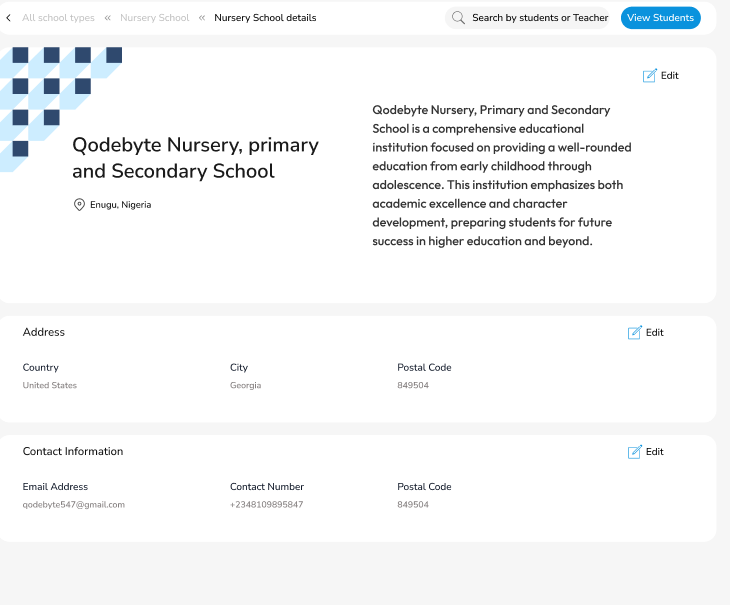 All school types « Nursery School « Nursery School details
Search by students or Teacher
View Students
Edit
Qodebyte Nursery, primary
and Secondary School
Enugu, Nigeria
Qodebyte Nursery, Primary and Secondary
School is a comprehensive educational
institution focused on providing a well-rounded
education from early childhood through
adolescence. This institution emphasizes both
academic excellence and character
development, preparing students for future
success in higher education and beyond.
Address
Edit
Country
City
Postal Code
United States
Georgia
849504
Contact Information
Edit
Email Address
Contact Number
Postal Code
qodebyte547@gmail.com
+2348109895847
849504